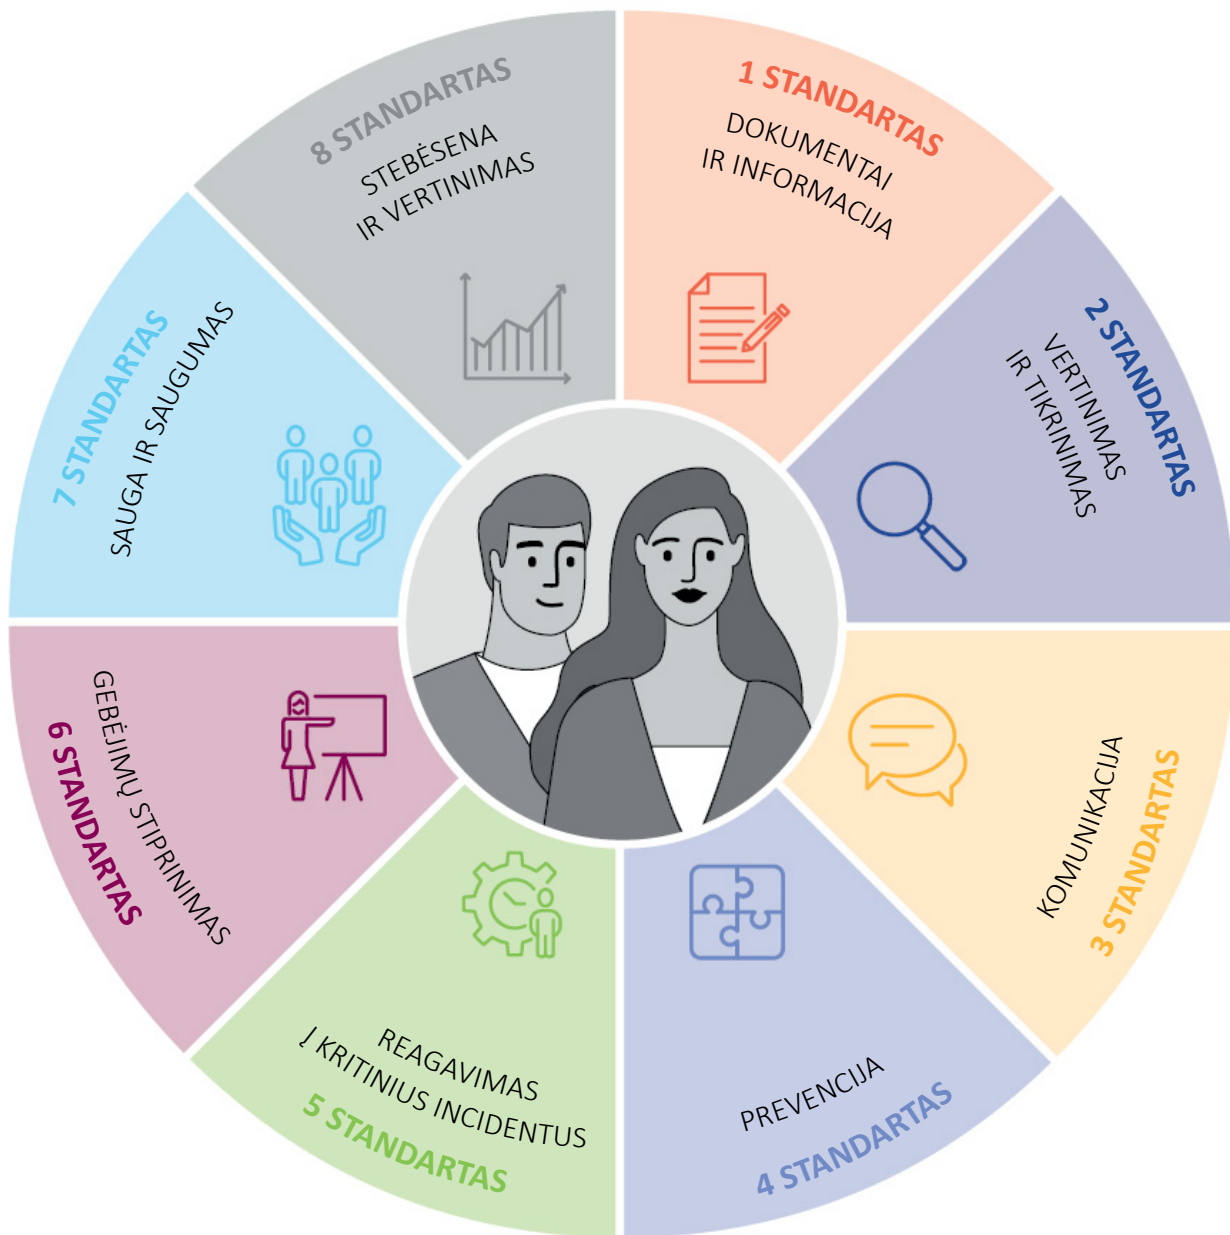 1 STANDARTAS
DOKUMENTAI
IR INFORMACIJA
2 STANDARTAS
VERTINIMAS
IR TIKRINIMAS
KOMUNIKACIJA
3 STANDARTAS
PREVENCIJA
4 STANDARTAS
REAGAVIMAS
Į KRITINIUS INCIDENTUS
5 STANDARTAS
GEBĖJIMŲ STIPRINIMAS
6 STANDARTAS
7 STANDARTAS
SAUGA IR SAUGUMAS
8 STANDARTAS
STEBĖSENA
IR VERTINIMAS